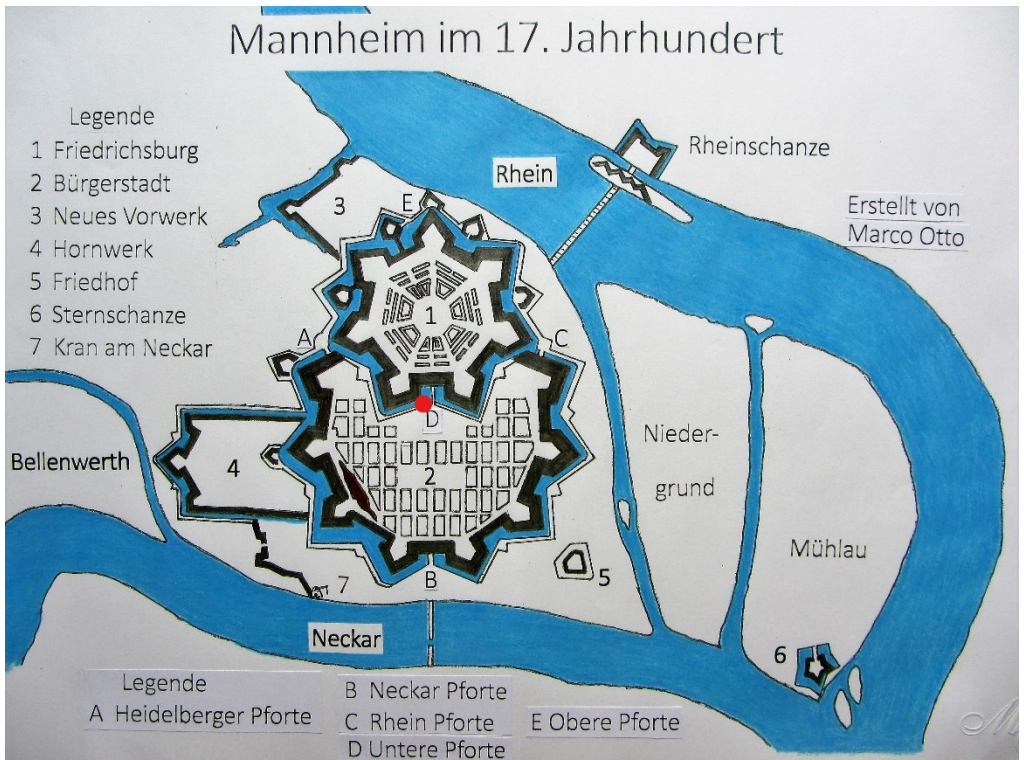 Mannheim im 17. Jahrhundert
Legende
1 Friedrichsburg
2 Bürgerstadt
3 Neues Vorwerk
4 Hornwerk
5 Friedhof
6 Sternschanze
7 Kran am Neckar
Rheinschanze
Rhein
Erstellt von
Marco Otto
3
E
1
A
C
D
2
4
Bellenwerth
Nieder-
grund
Mühlau
B
5
7
6
Neckar
Legende
A Heidelberger Pforte
B Neckar Pforte
C Rhein Pforte
D Untere Pforte
E Obere Pforte